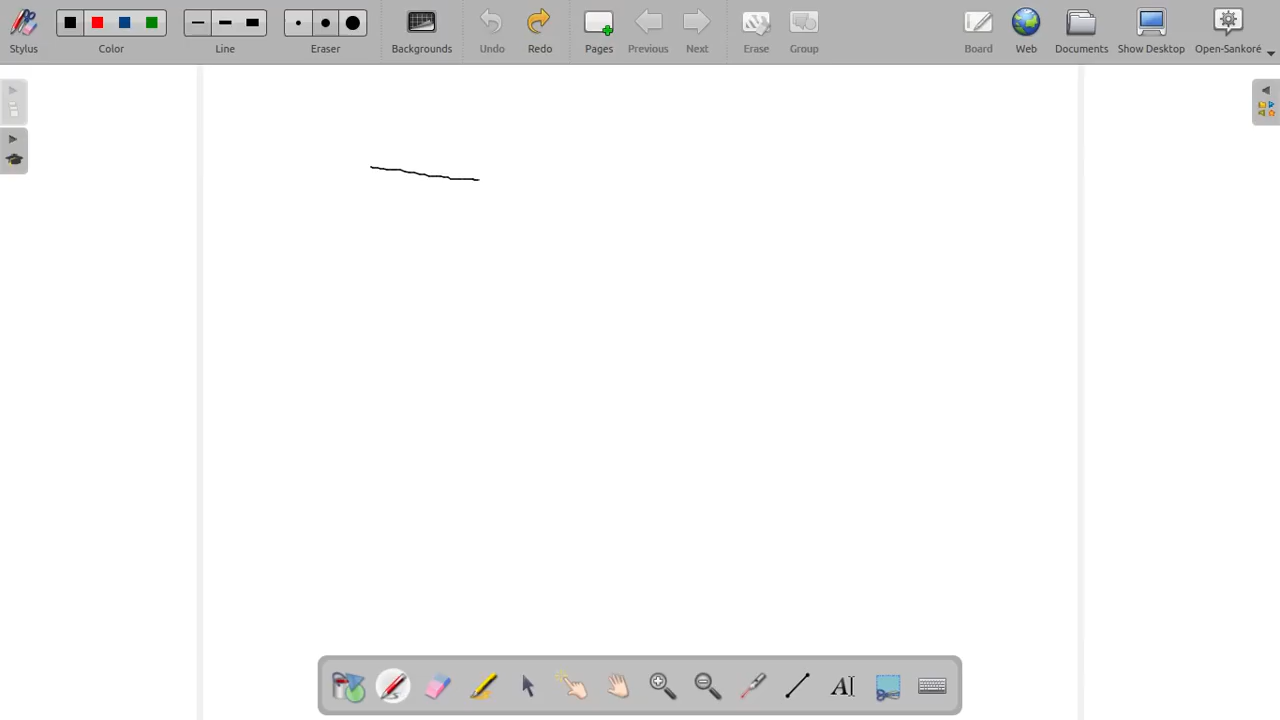 Stylus Color Line Eraser Backgrounds Undo Redo Pages Previous Next Erase Group Board Web Documents Show Desktop Open-Sankoré
A